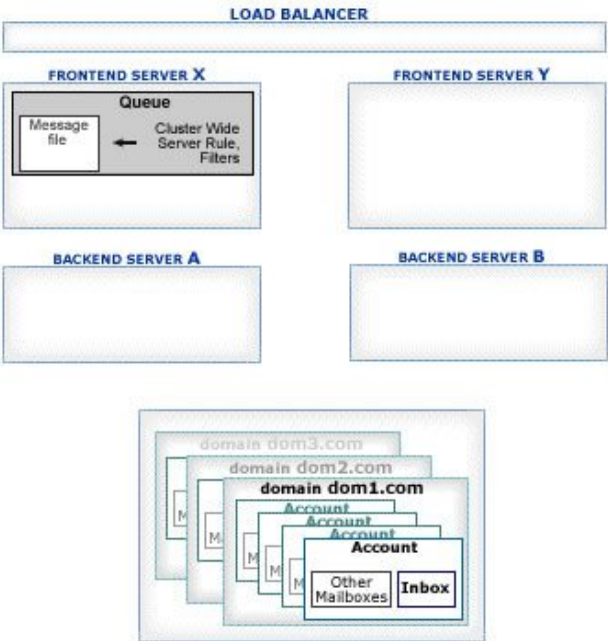 LOAD BALANCER
FRONTEND SERVER X
FRONTEND SERVER Y
Queue
Message
file
Cluster Wide
Server Rule,
Filters
BACKEND SERVER A
BACKEND SERVER B
domain dom3.com
domain dom2.com
domain dom1.com
Account
Account
Account
Account
M
M
M
M
M
Other
Mailboxes
Inbox